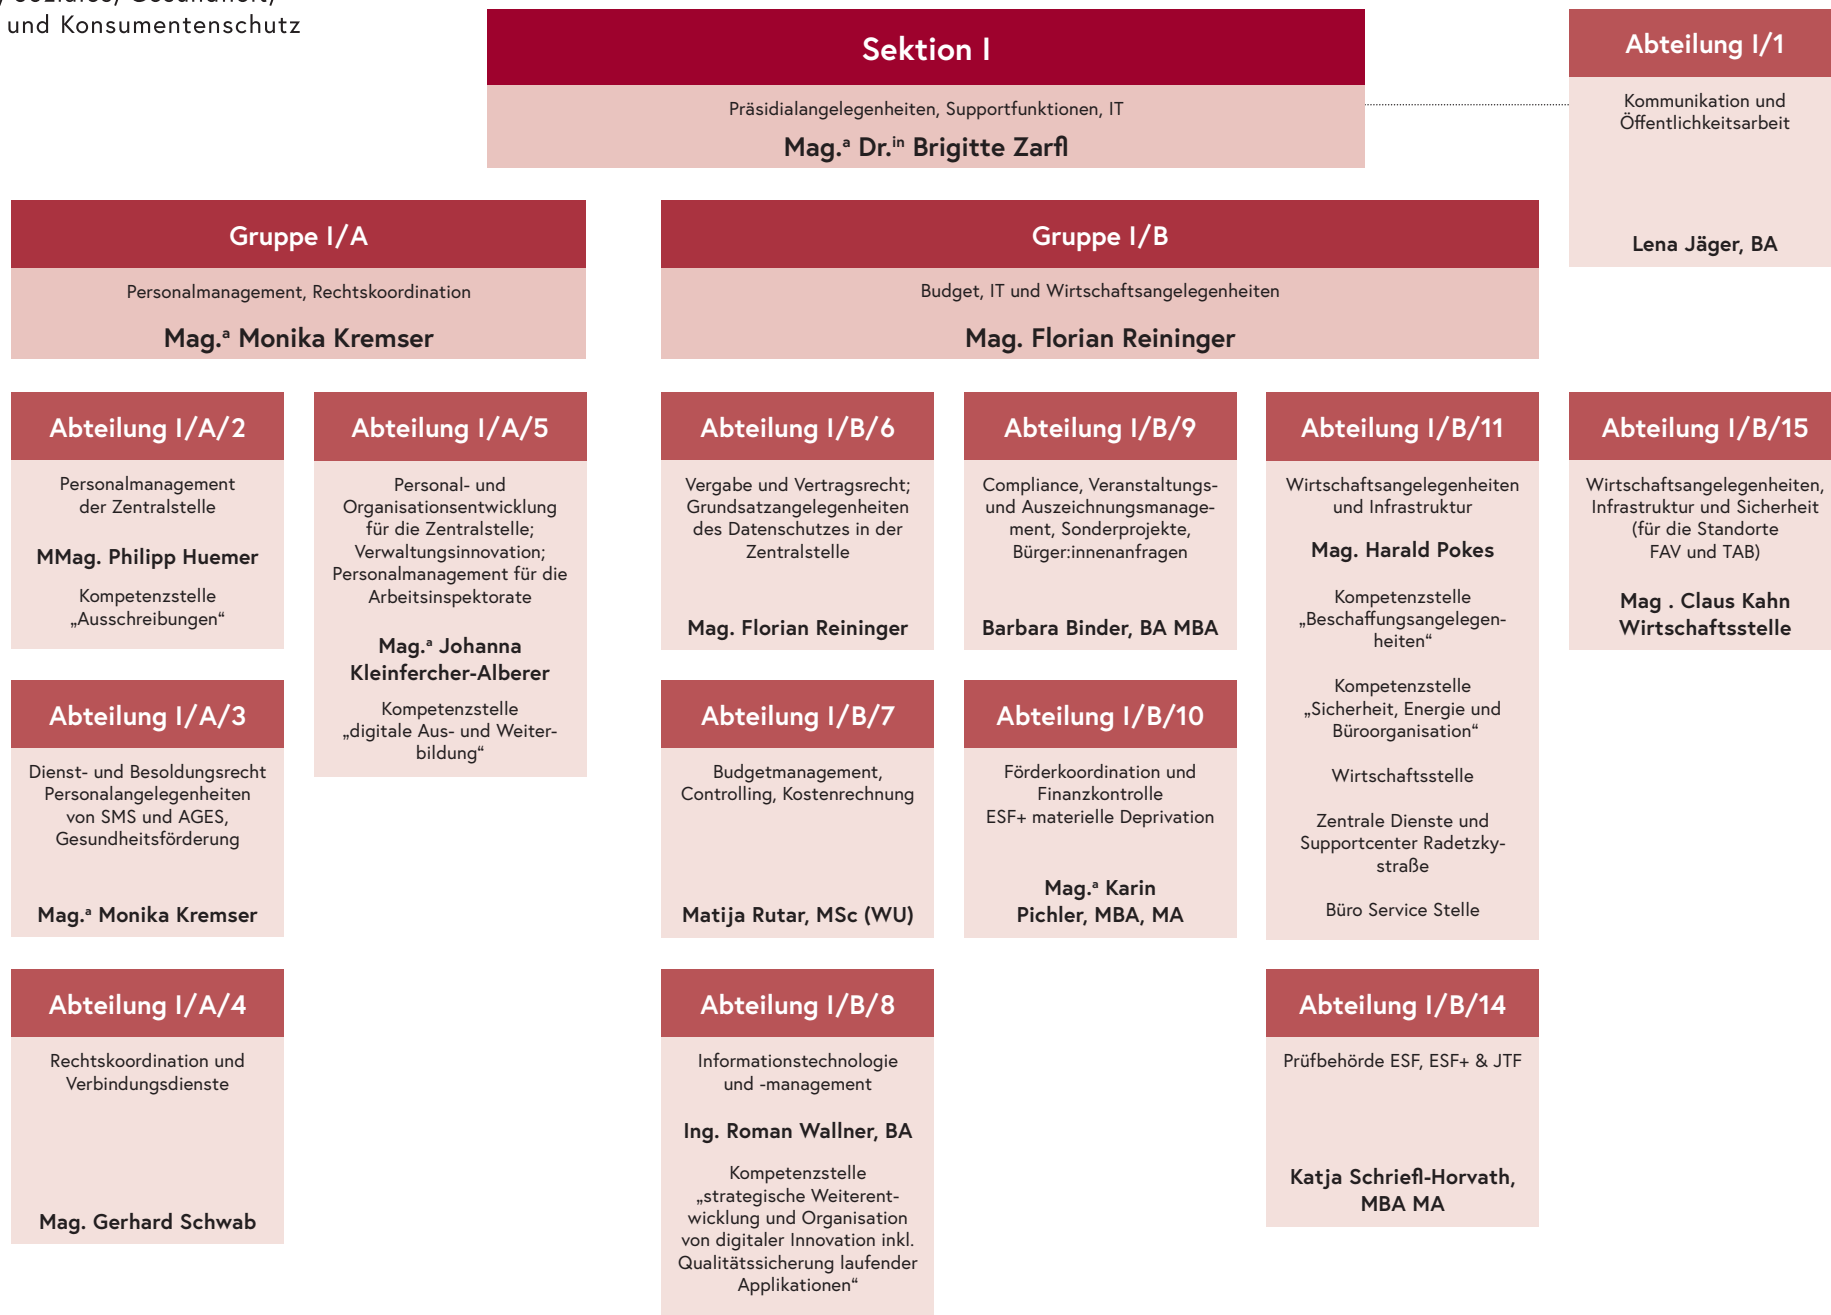 Soziales, Gesundheit,
und Konsumentenschutz
Sektion I
Präsidialangelegenheiten, Supportfunktionen, IT
Mag.ᵃ Dr.ⁱⁿ Brigitte Zarfl
Abteilung I/1
Kommunikation und
Öffentlichkeitsarbeit
Lena Jäger, BA
Gruppe I/A
Personalmanagement, Rechtskoordination
Mag.ᵃ Monika Kremser
Gruppe I/B
Budget, IT und Wirtschaftsangelegenheiten
Mag. Florian Reininger
Abteilung I/A/2
Personalmanagement
der Zentralstelle
MMag. Philipp Huemer
Kompetenzstelle
„Ausschreibungen“
Abteilung I/A/3
Dienst- und Besoldungsrecht
Personalangelegenheiten
von SMS und AGES,
Gesundheitsförderung
Mag.ᵃ Monika Kremser
Abteilung I/A/4
Rechtskoordination und
Verbindungsdienste
Mag. Gerhard Schwab
Abteilung I/A/5
Personal- und
Organisationsentwicklung
für die Zentralstelle;
Verwaltungsinnovation;
Personalmanagement für die
Arbeitsinspektorate
Mag.ᵃ Johanna
Kleinfercher-Alberer
Kompetenzstelle
„digitale Aus- und Weiter-
bildung“
Abteilung I/B/6
Vergabe und Vertragsrecht;
Grundsatzangelegenheiten
des Datenschutzes in der
Zentralstelle
Mag. Florian Reininger
Abteilung I/B/7
Budgetmanagement,
Controlling, Kostenrechnung
Matija Rutar, MSc (WU)
Abteilung I/B/8
Informationstechnologie
und -management
Ing. Roman Wallner, BA
Kompetenzstelle
„strategische Weiterent-
wicklung und Organisation
von digitaler Innovation inkl.
Qualitätssicherung laufender
Applikationen“
Abteilung I/B/9
Compliance, Veranstaltungs-
und Auszeichnungsmanage-
ment, Sonderprojekte,
Bürger:innenanfragen
Barbara Binder, BA MBA
Abteilung I/B/10
Förderkoordination und
Finanzkontrolle
ESF+ materielle Deprivation
Mag.ᵃ Karin
Pichler, MBA, MA
Abteilung I/B/11
Wirtschaftsangelegenheiten
und Infrastruktur
Mag. Harald Pokes
Kompetenzstelle
„Beschaffungsangelegen-
heiten“
Kompetenzstelle
„Sicherheit, Energie und
Büroorganisation“
Wirtschaftsstelle
Zentrale Dienste und
Supportcenter Radetzky-
straße
Büro Service Stelle
Abteilung I/B/14
Prüfbehörde ESF, ESF+ & JTF
Katja Schriefl-Horvath,
MBA MA
Abteilung I/B/15
Wirtschaftsangelegenheiten,
Infrastruktur und Sicherheit
(für die Standorte
FAV und TAB)
Mag . Claus Kahn
Wirtschaftsstelle